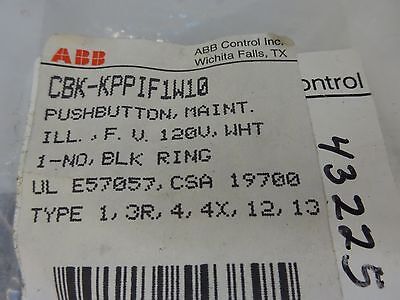 ABB
ABB Control Inc.
Wichita Falls, TX
CBK-KPPIF1W10
PUSHBUTTON, MAINT.
ILL., F. V. 120V, WHT
1-NO, BLK RING
UL E57057, CSA 19700
TYPE 1, 3R, 4, 4X, 12, 13
ontrol
43225